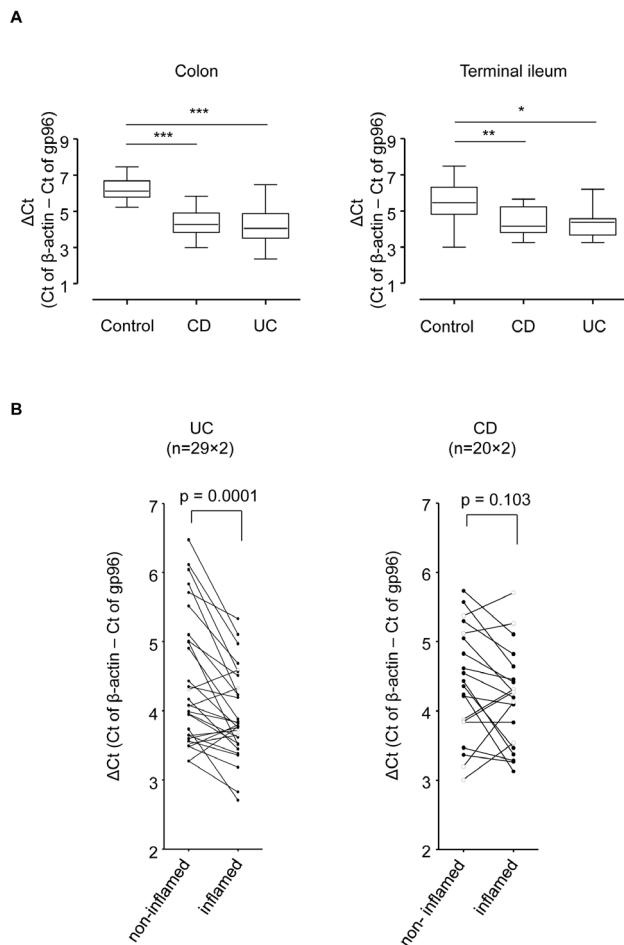 A
Colon
***
***
ΔCt
(Ct of β-actin – Ct of gp96)
9
7
5
3
1
Control CD UC
Terminal ileum
*
**
ΔCt
(Ct of β-actin – Ct of gp96)
9
7
5
3
1
Control CD UC
B
UC
(n=29×2)
p = 0.0001
ΔCt (Ct of β-actin – Ct of gp96)
7
6
5
4
3
2
non-inflamed
inflamed
CD
(n=20×2)
p = 0.103
ΔCt (Ct of β-actin – Ct of gp96)
7
6
5
4
3
2
non- inflamed
inflamed